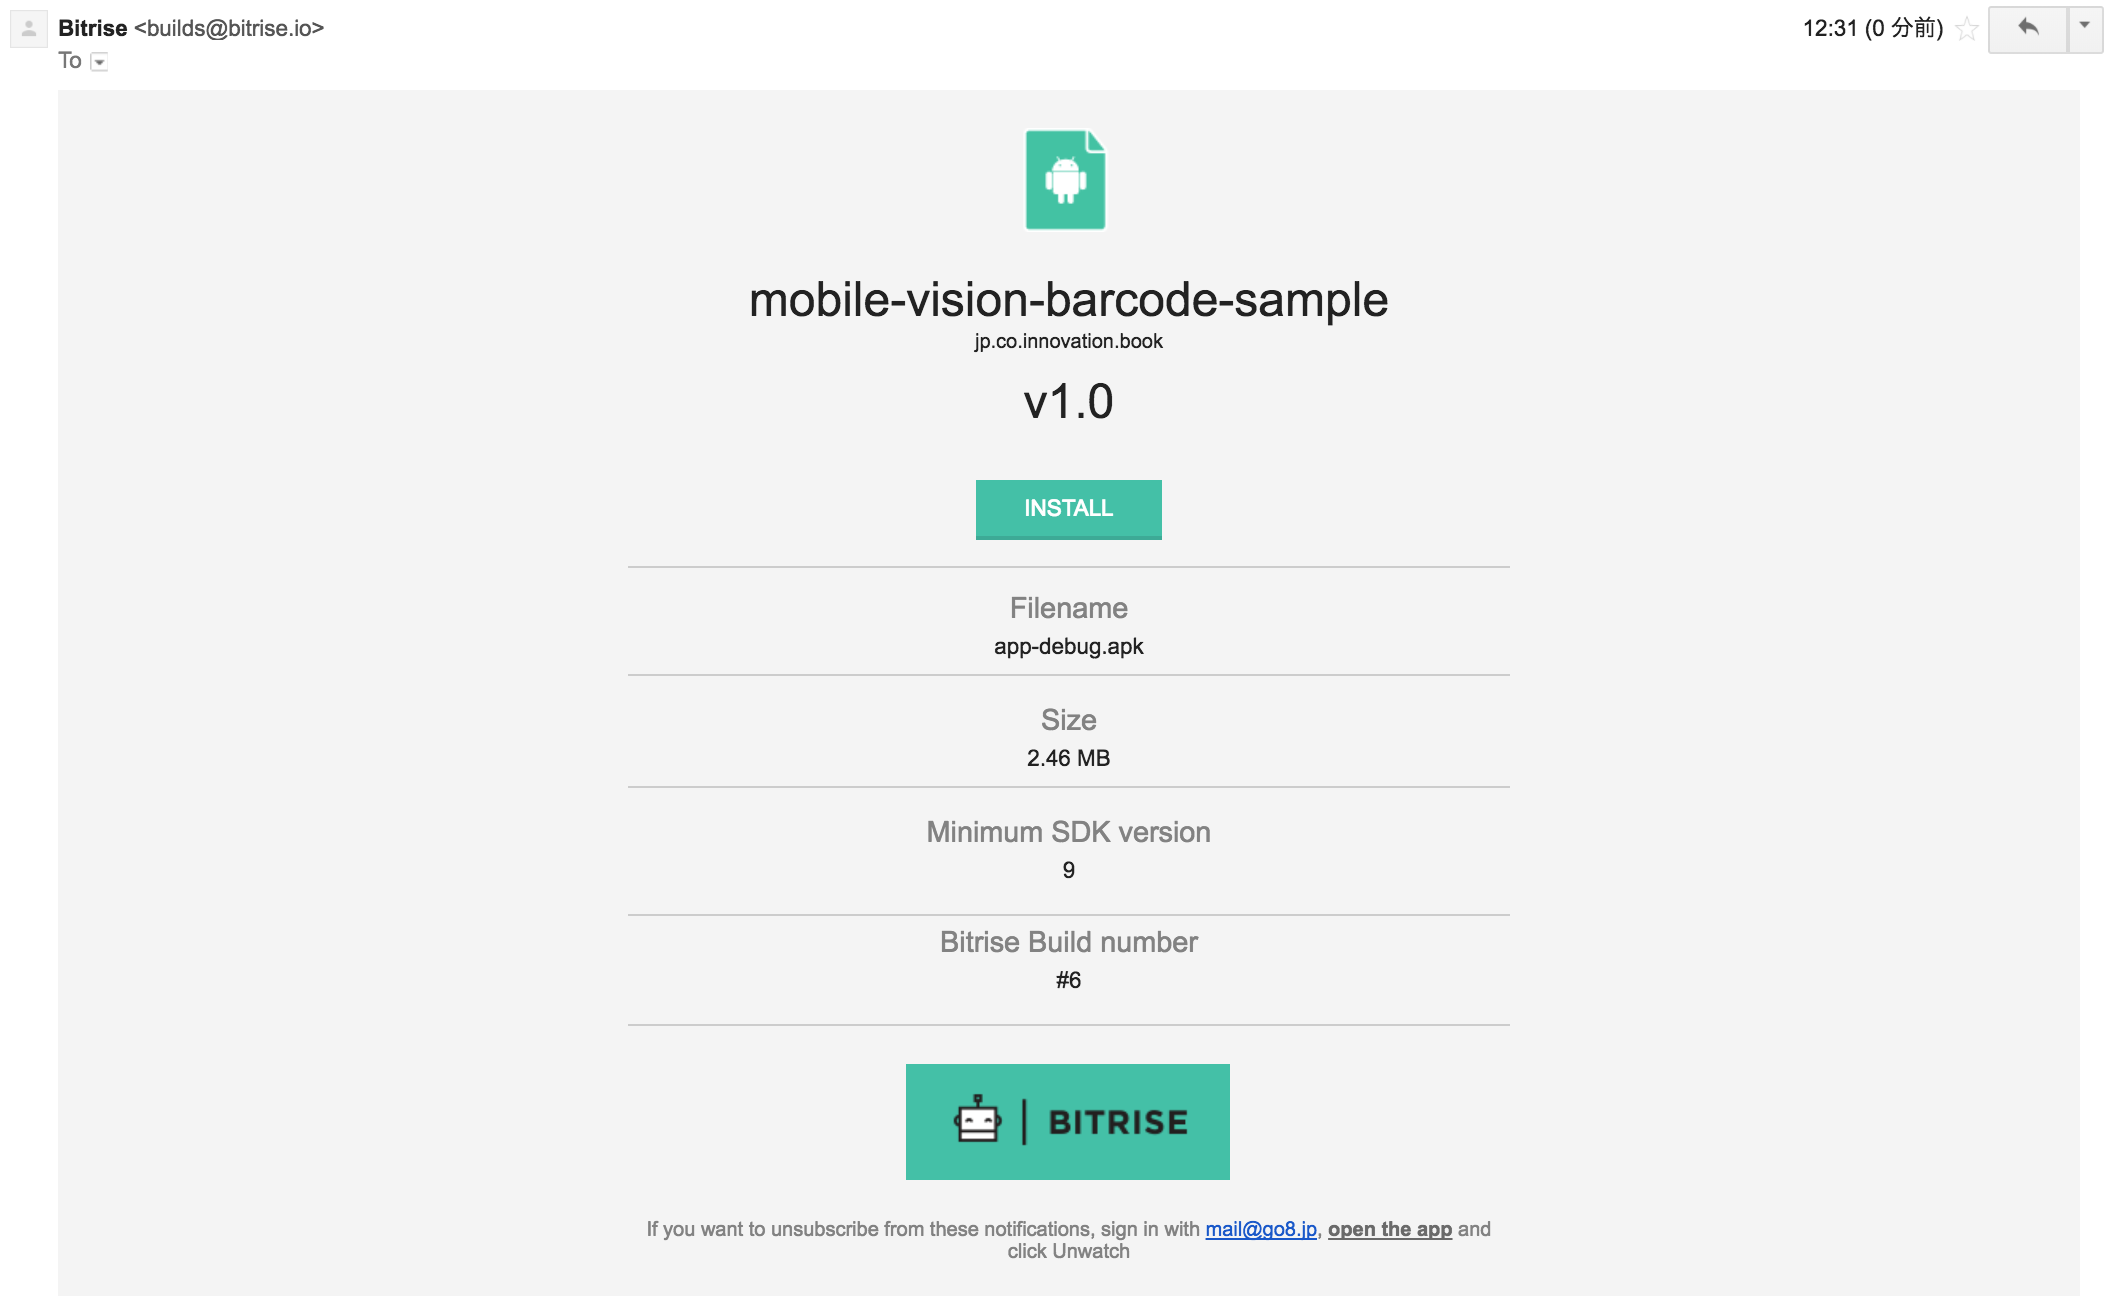 Bitrise <builds@bitrise.io>
12:31 (0 分前)
To
mobile-vision-barcode-sample
jp.co.innovation.book
v1.0
INSTALL
Filename
app-debug.apk
Size
2.46 MB
Minimum SDK version
9
Bitrise Build number
#6
BITRISE
If you want to unsubscribe from these notifications, sign in with mail@go8.jp, open the app and
click Unwatch